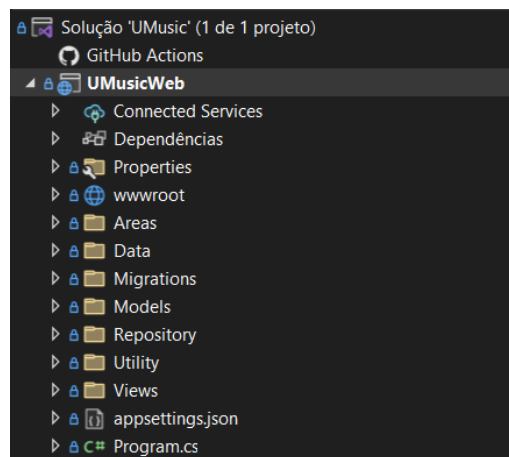 Solução 'UMusic' (1 de 1 projeto)
GitHub Actions
UMusicWeb
Connected Services
Dependências
Properties
wwwroot
Areas
Data
Migrations
Models
Repository
Utility
Views
appsettings.json
C# Program.cs